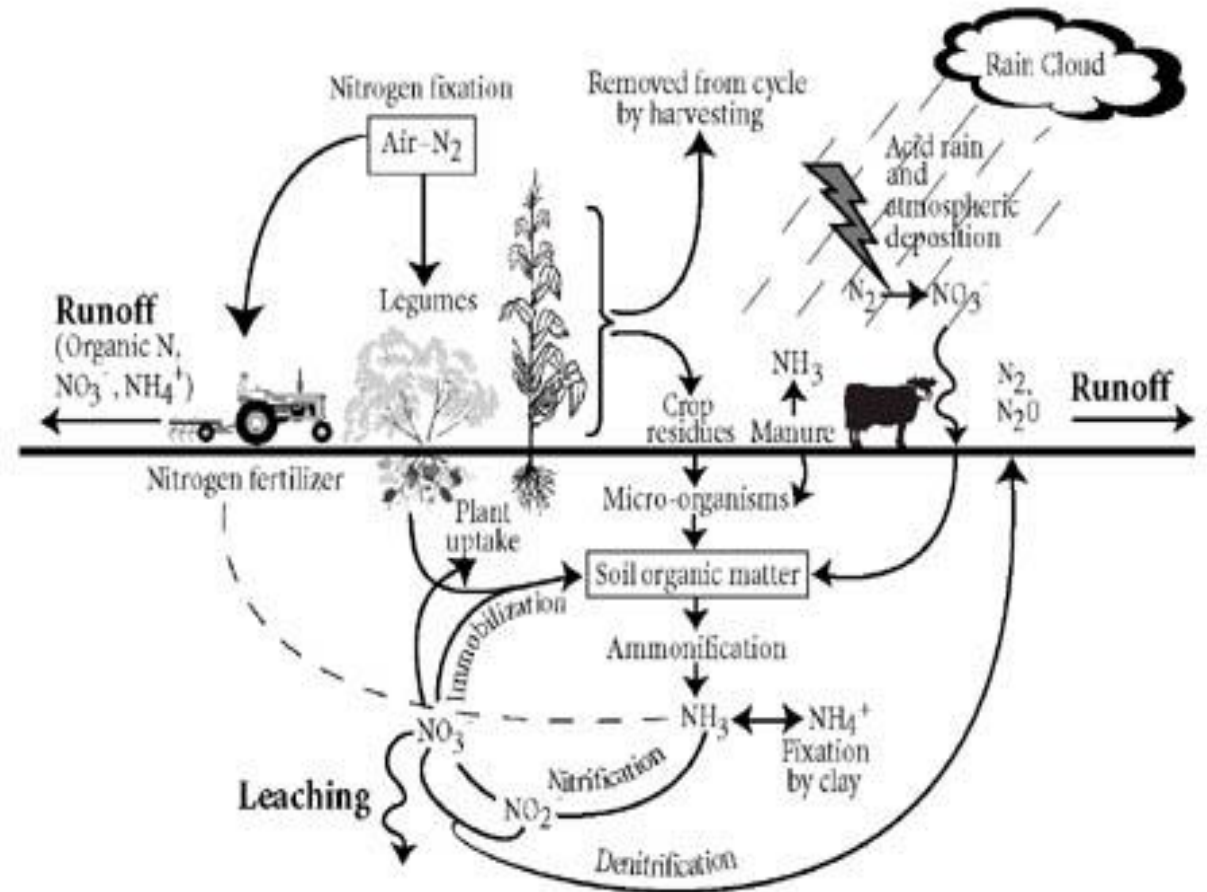 Rain Cloud
Nitrogen fixation
Air-N₂
Removed from cycle
by harvesting
Acid rain
and
atmospheric
deposition
N₂
NO₃⁻
Legumes
Runoff
(Organic N,
NO₃⁻, NH₄⁺)
NH₃
N₂,
N₂O
Runoff
Crop
residues
Manure
Nitrogen fertilizer
Micro-organisms
Plant
uptake
Soil organic matter
Immobilization
Ammonification
NO₃⁻
NH₃
NH₄⁺
Fixation
by clay
Nitrification
Leaching
NO₂⁻
Denitrification